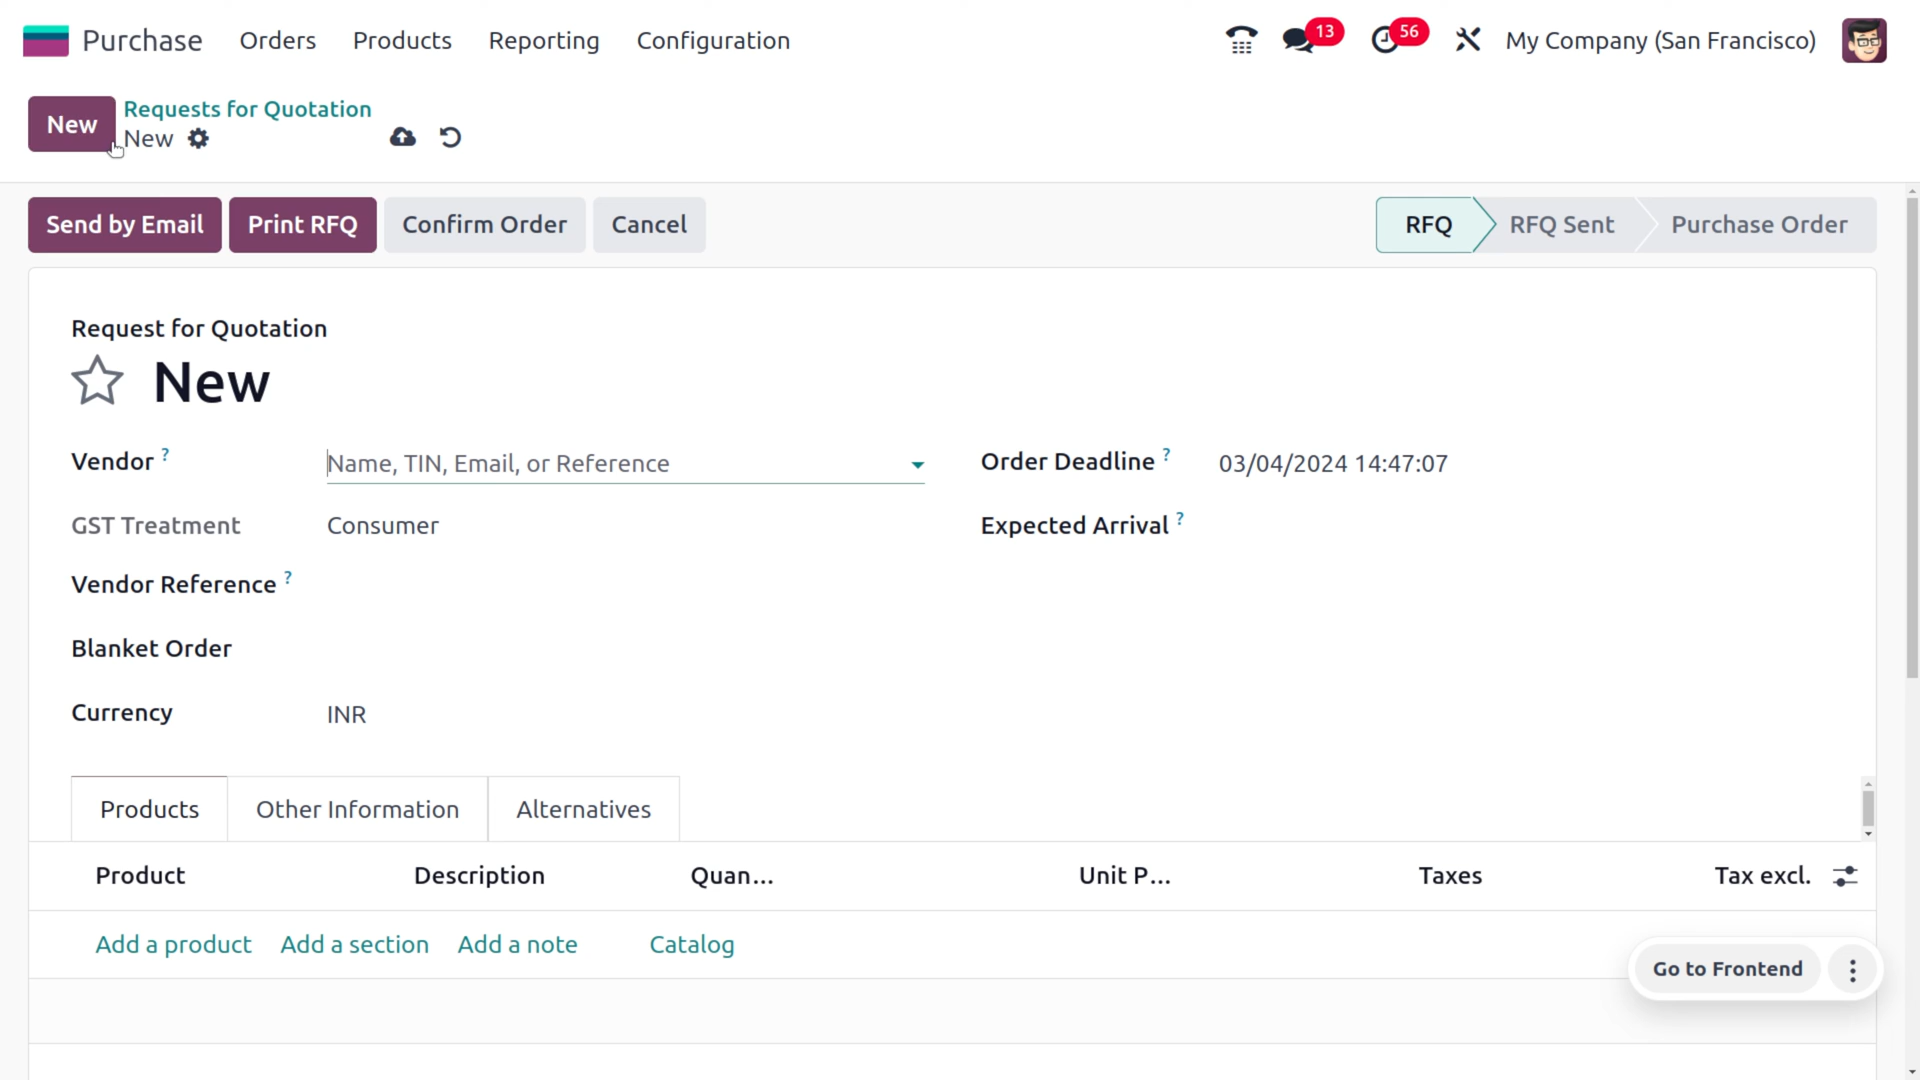 Purchase Orders Products Reporting Configuration 13 56 My Company (San Francisco)
New Requests for Quotation
New
Send by Email Print RFQ Confirm Order Cancel RFQ RFQ Sent Purchase Order
Request for Quotation
New
Vendor ? Name, TIN, Email, or Reference Order Deadline ? 03/04/2024 14:47:07
GST Treatment Consumer Expected Arrival ?
Vendor Reference ?
Blanket Order
Currency INR
Products Other Information Alternatives
Product Description Quan... Unit P... Taxes Tax excl.
Add a product Add a section Add a note Catalog
Go to Frontend